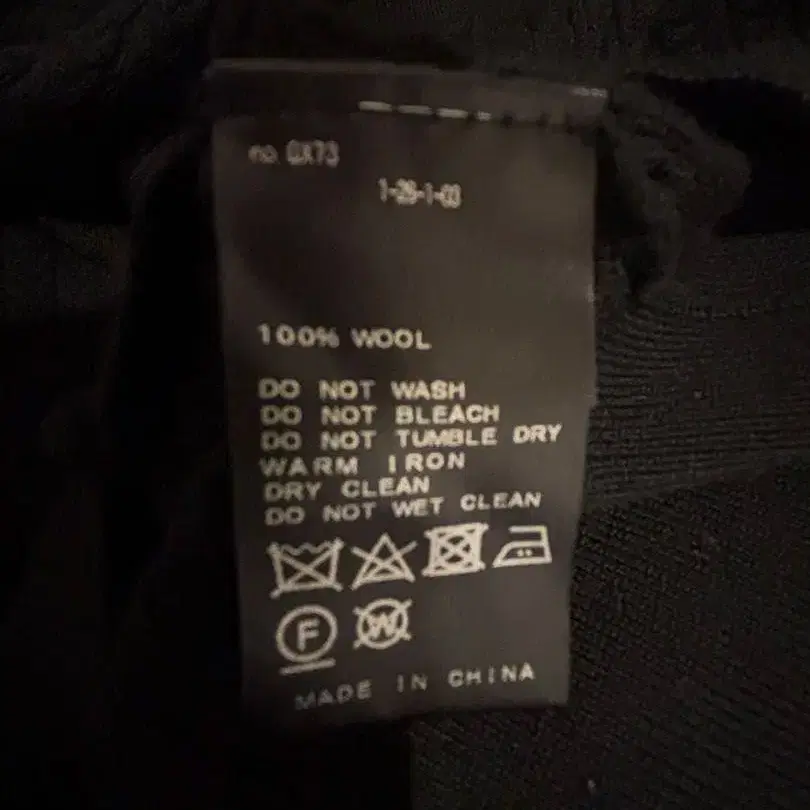 no. GX73
1-29-1-03
100% WOOL
DO NOT WASH
DO NOT BLEACH
DO NOT TUMBLE DRY
WARM IRON
DRY CLEAN
DO NOT WET CLEAN
F W
MADE IN CHINA